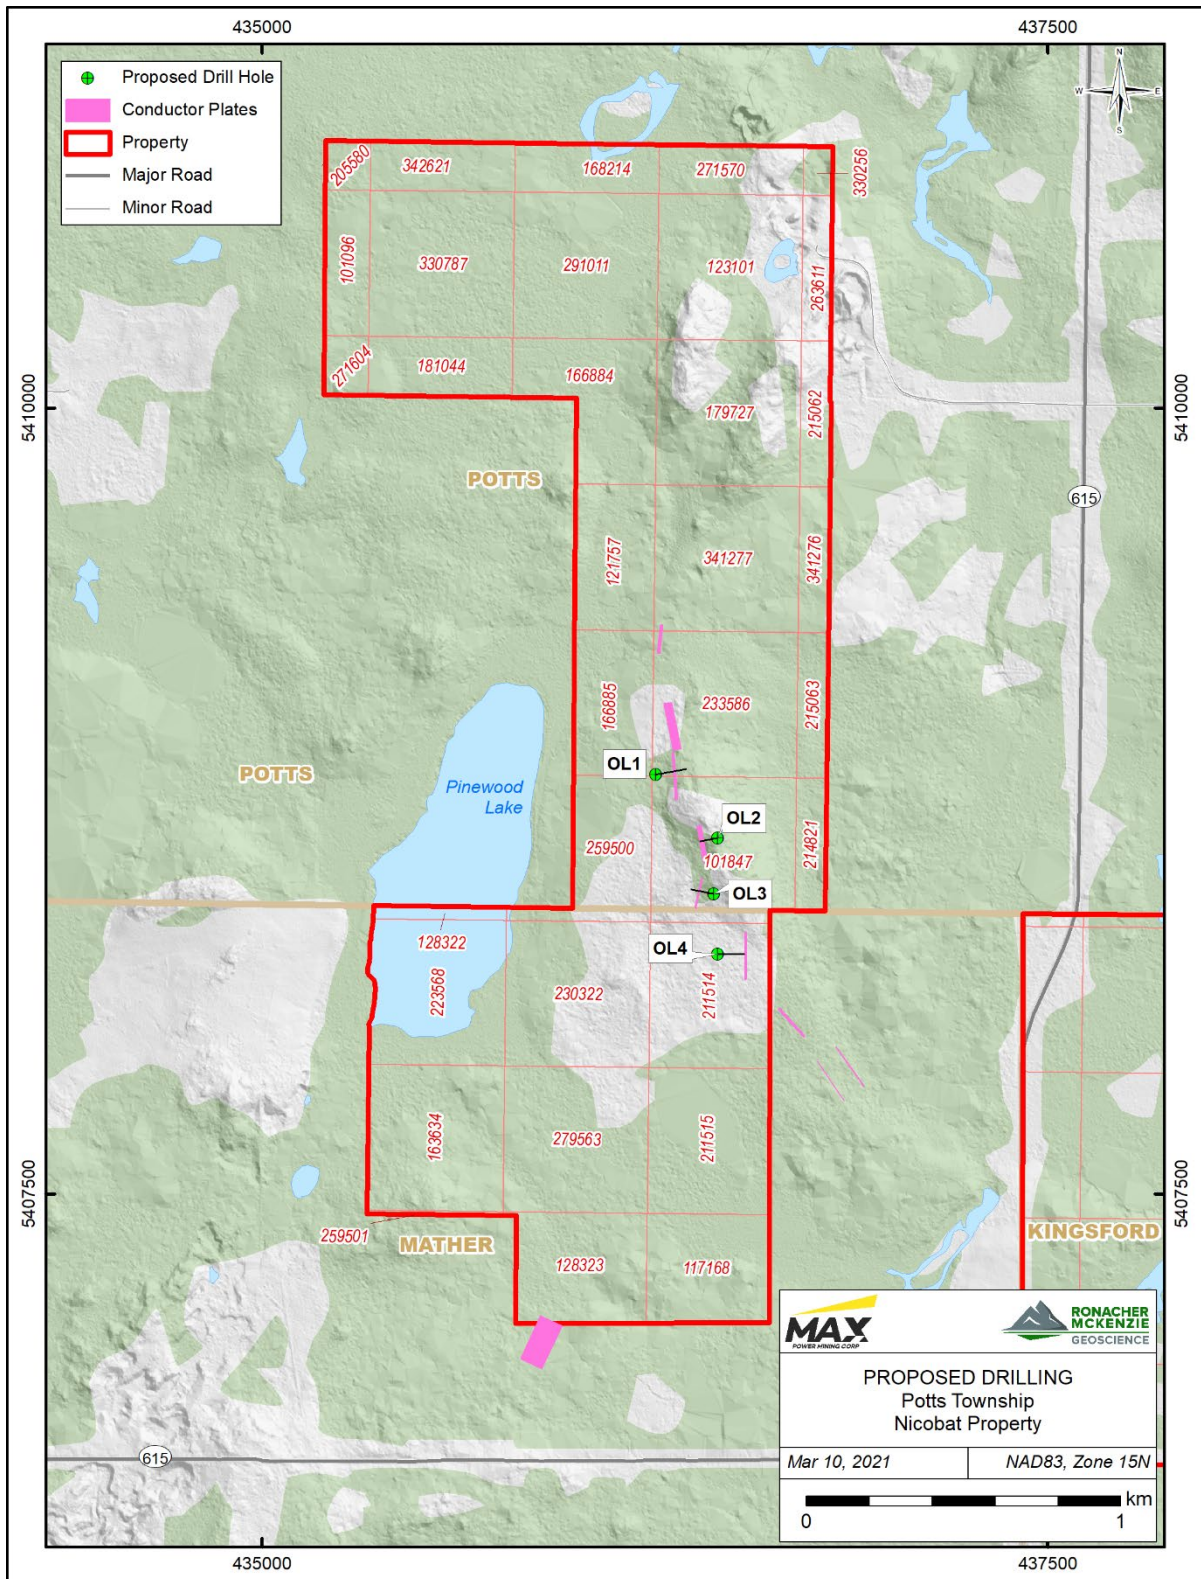 435000
437500
Proposed Drill Hole
Conductor Plates
Property
Major Road
Minor Road
N
W
E
S
205580
342621
168214
271570
330256
101096
330787
291011
123101
263611
271604
181044
166884
179727
215062
5410000
5410000
POTTS
615
121757
341277
341276
166885
233586
215063
OL1
POTTS
Pinewood
Lake
OL2
259500
101847
214821
OL3
128322
OL4
223568
230322
211514
163634
279563
211515
5407500
5407500
259501
MATHER
KINGSFORD
128323
117168
615
MAX
POWER MINING CORP
RONACHER
MCKENZIE
GEOSCIENCE
PROPOSED DRILLING
Potts Township
Nicobat Property
Mar 10, 2021
NAD83, Zone 15N
km
0
1
435000
437500